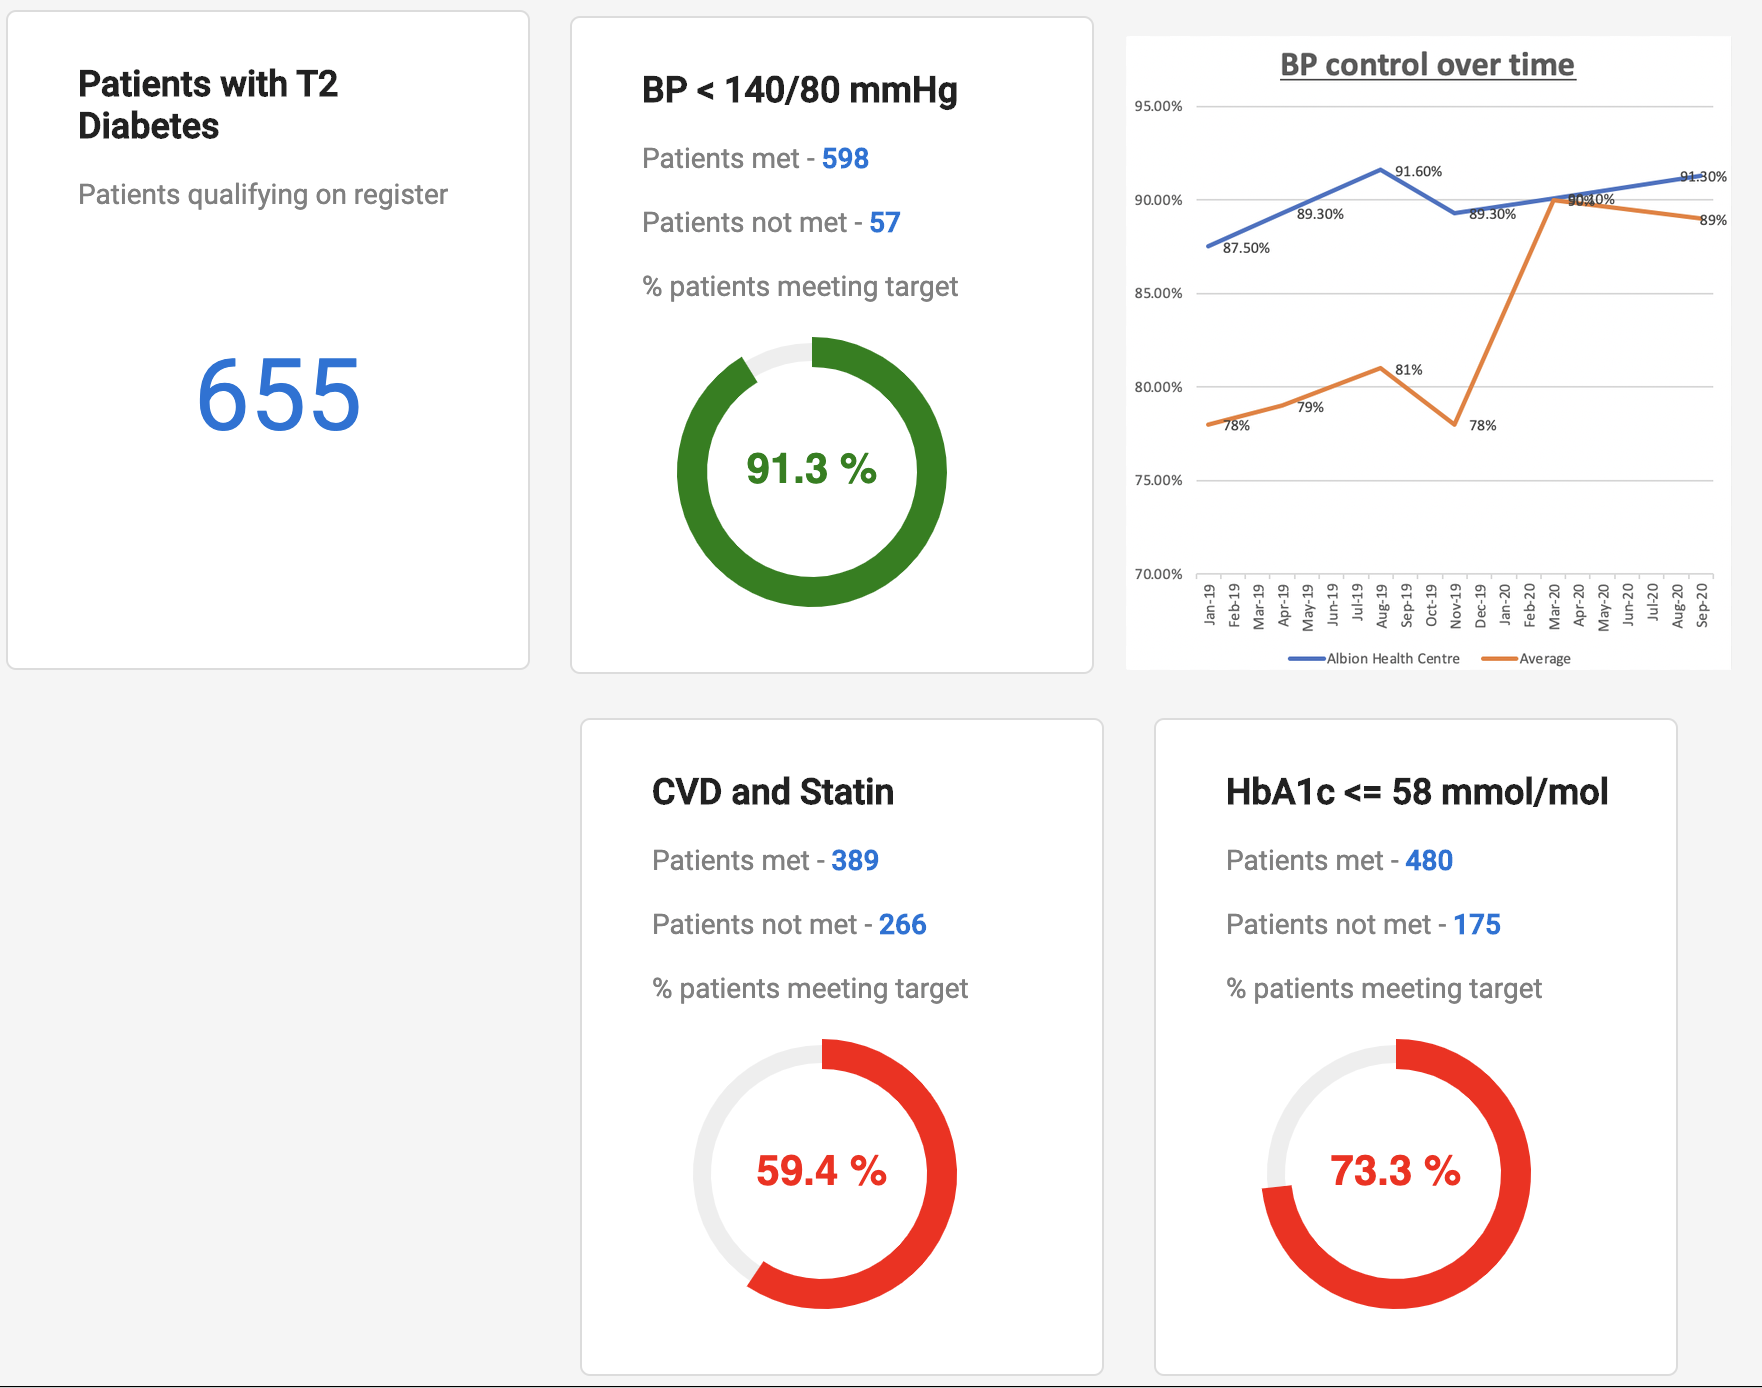 Patients with T2
Diabetes
Patients qualifying on register
655
BP < 140/80 mmHg
Patients met - 598
Patients not met - 57
% patients meeting target
91.3 %
BP control over time
95.00%
90.00%
85.00%
80.00%
75.00%
70.00%
87.50%
89.30%
91.60%
89.30%
90.10%
91.30%
78%
79%
81%
78%
90%
89%
Jan-19
Feb-19
Mar-19
Apr-19
May-19
Jun-19
Jul-19
Aug-19
Sep-19
Oct-19
Nov-19
Dec-19
Jan-20
Feb-20
Mar-20
Apr-20
May-20
Jun-20
Jul-20
Aug-20
Sep-20
Albion Health Centre
Average
CVD and Statin
Patients met - 389
Patients not met - 266
% patients meeting target
59.4 %
HbA1c <= 58 mmol/mol
Patients met - 480
Patients not met - 175
% patients meeting target
73.3 %